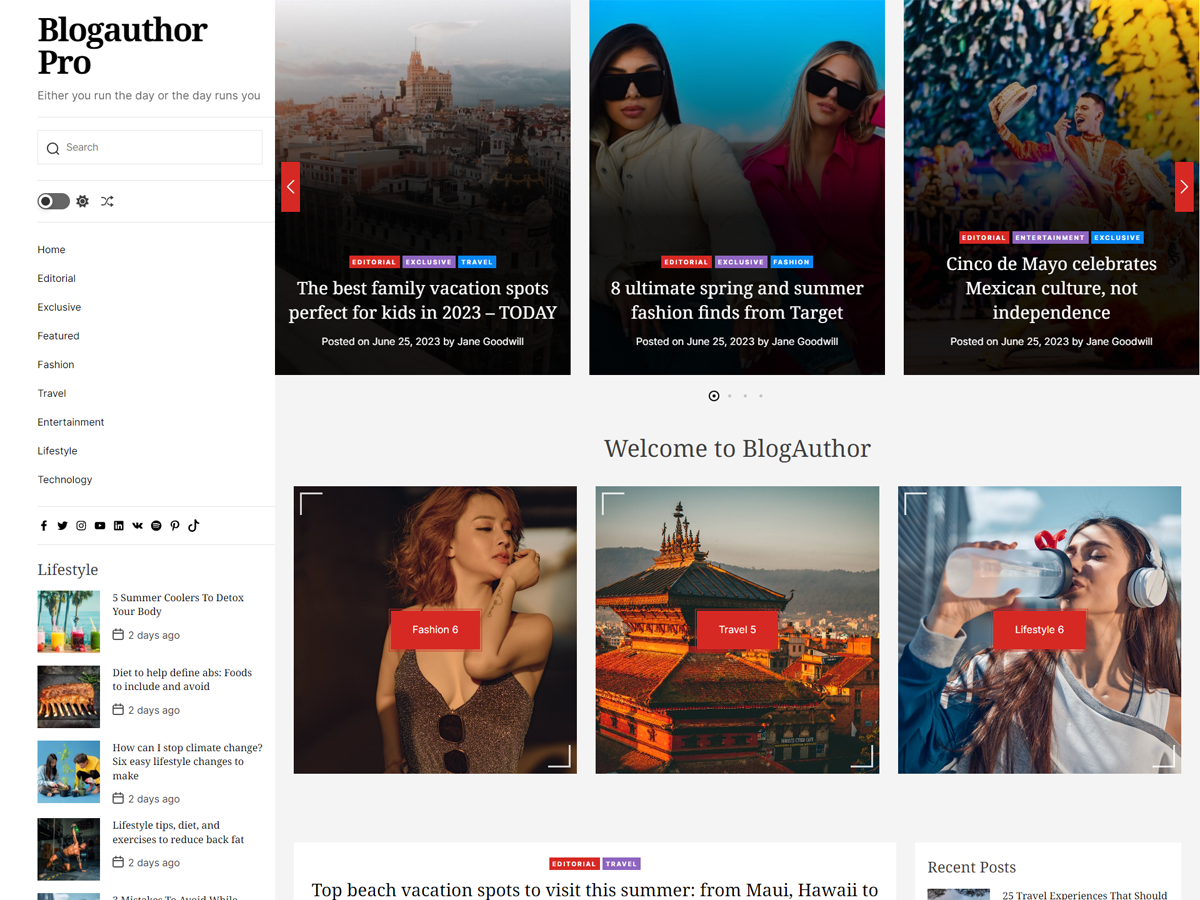 Blogauthor
Pro
Either you run the day or the day runs you
Search
Home
Editorial
Exclusive
Featured
Fashion
Travel
Entertainment
Lifestyle
Technology
Lifestyle
5 Summer Coolers To Detox
Your Body
2 days ago
Diet to help define abs: Foods
to include and avoid
2 days ago
How can I stop climate change?
Six easy lifestyle changes to
make
2 days ago
Lifestyle tips, diet, and
exercises to reduce back fat
2 days ago
3 Mistakes To Avoid While
EDITORIAL EXCLUSIVE TRAVEL
The best family vacation spots
perfect for kids in 2023 – TODAY
Posted on June 25, 2023 by Jane Goodwill
EDITORIAL EXCLUSIVE FASHION
8 ultimate spring and summer
fashion finds from Target
Posted on June 25, 2023 by Jane Goodwill
EDITORIAL ENTERTAINMENT EXCLUSIVE
Cinco de Mayo celebrates
Mexican culture, not
independence
Posted on June 25, 2023 by Jane Goodwill
Welcome to BlogAuthor
Fashion 6
Travel 5
Lifestyle 6
EDITORIAL TRAVEL
Top beach vacation spots to visit this summer: from Maui, Hawaii to
Recent Posts
25 Travel Experiences That Should